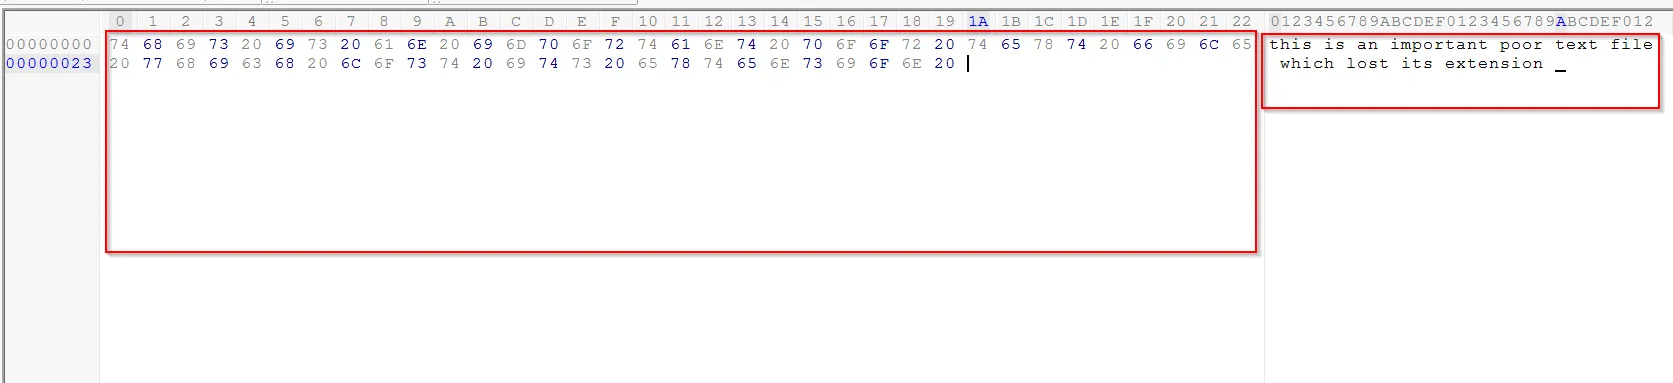 0 1 2 3 4 5 6 7 8 9 A B C D E F 10 11 12 13 14 15 16 17 18 19 1A 1B 1C 1D 1E 1F 20 21 22 0123456789ABCDEF0123456789ABCDEF012
00000000 74 68 69 73 20 69 73 20 61 6E 20 69 6D 70 6F 72 74 61 6E 74 20 70 6F 6F 72 20 74 65 78 74 20 66 69 6C 65 this is an important poor text file
00000023 20 77 68 69 63 68 20 6C 6F 73 74 20 69 74 73 20 65 78 74 65 6E 73 69 6F 6E 20 which lost its extension